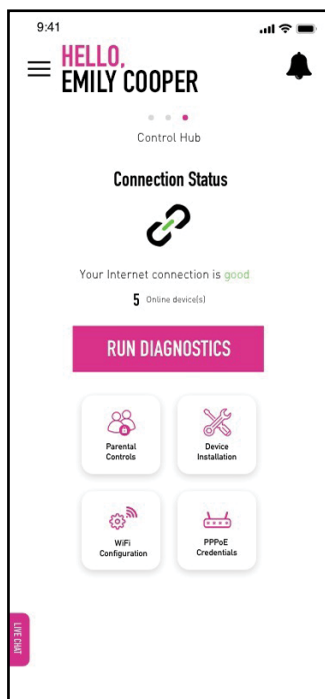 9:41
HELLO,
EMILY COOPER
Control Hub
Connection Status
Your Internet connection is good
5 Online device(s)
RUN DIAGNOSTICS
Parental
Controls
Device
Installation
WiFi
Configuration
PPPoE
Credentials
LIVE CHAT